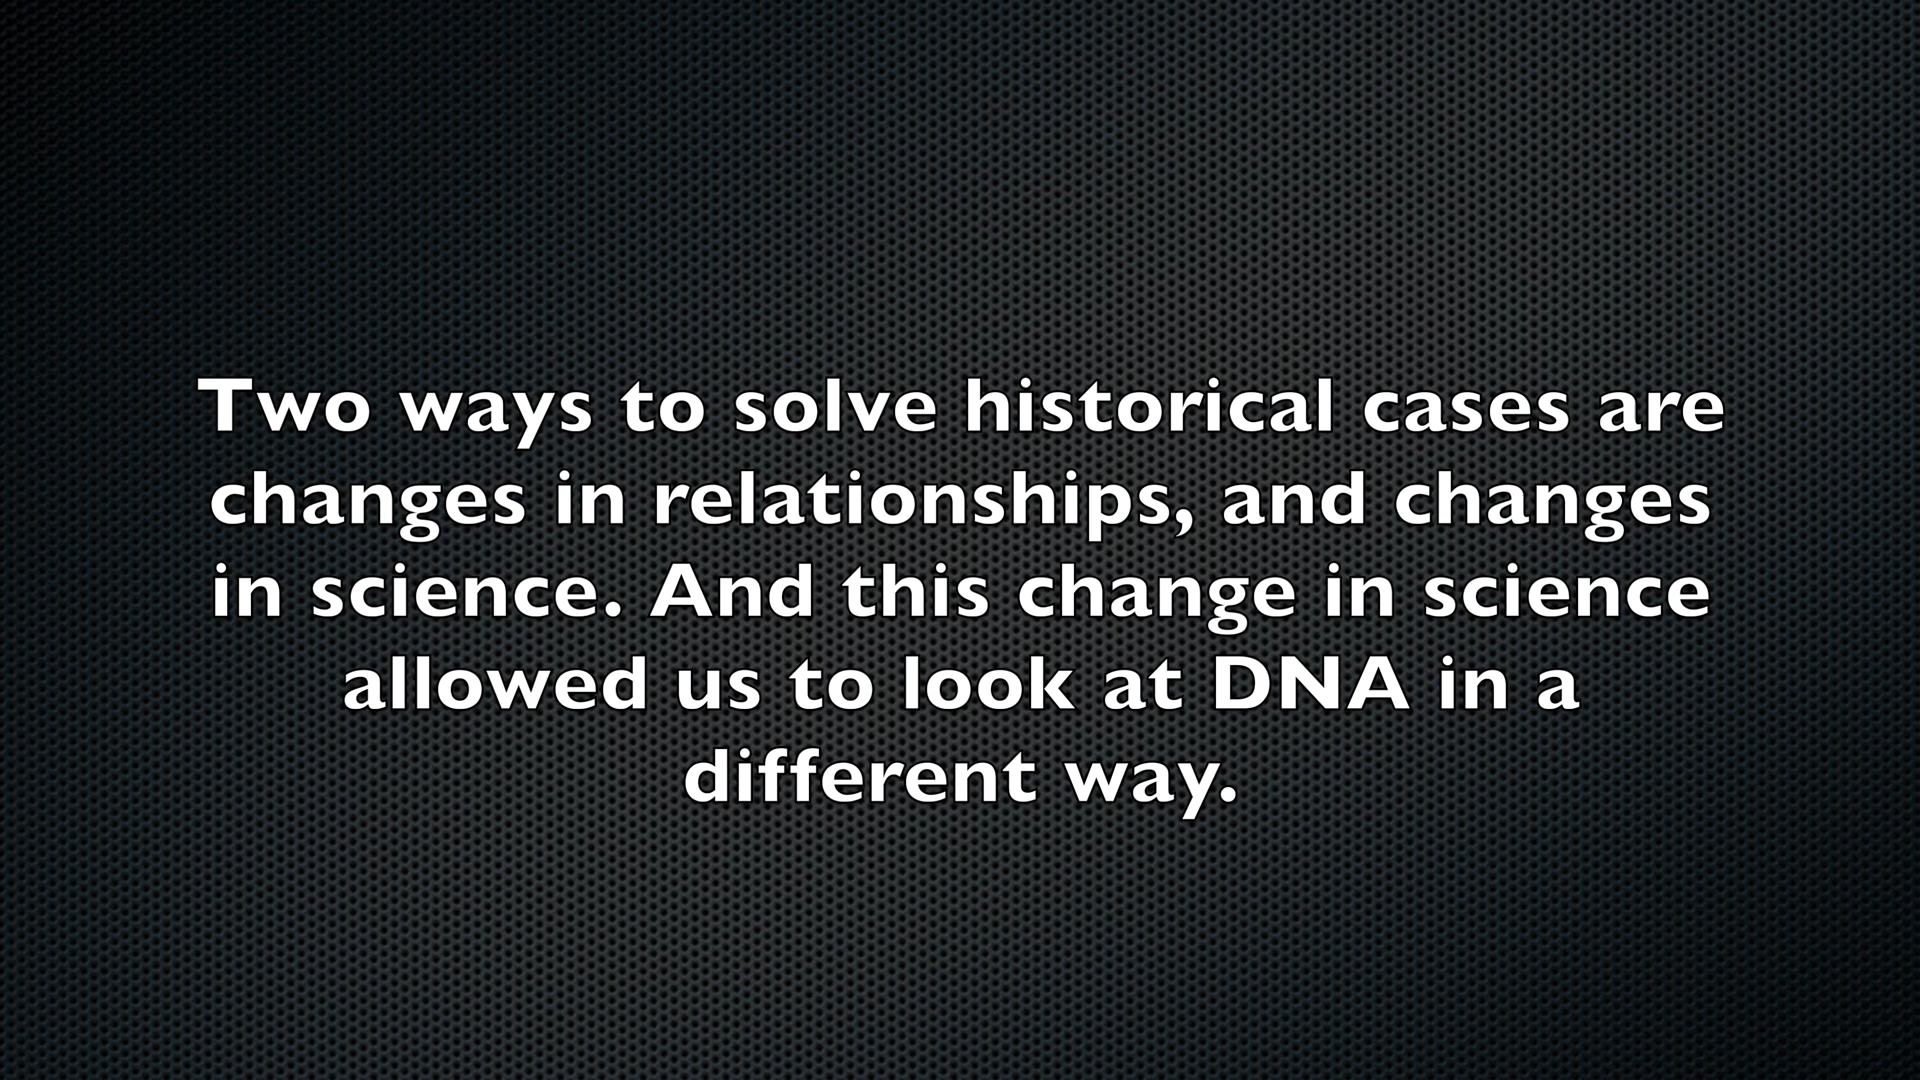 Two ways to solve historical cases are
changes in relationships, and changes
in science. And this change in science
allowed us to look at DNA in a
different way.